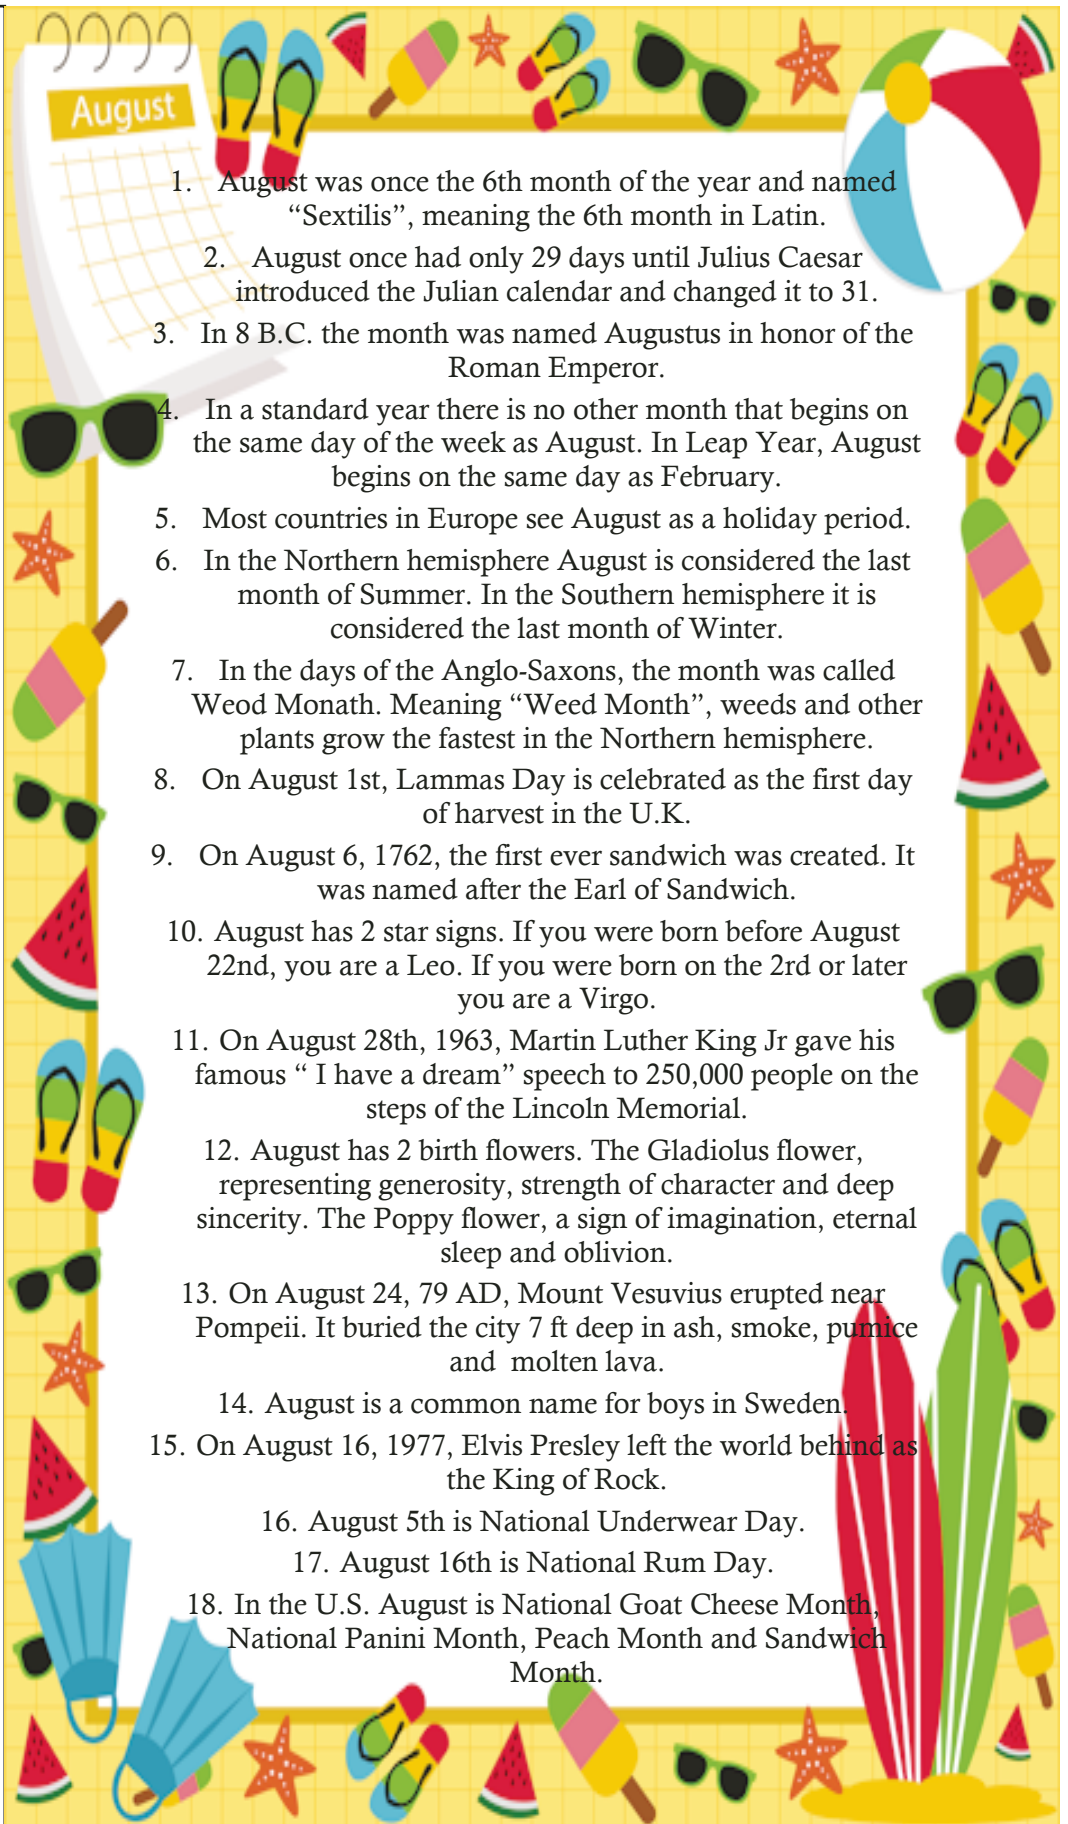 August
1. August was once the 6th month of the year and named
“Sextilis”, meaning the 6th month in Latin.
2. August once had only 29 days until Julius Caesar
introduced the Julian calendar and changed it to 31.
3. In 8 B.C. the month was named Augustus in honor of the
Roman Emperor.
4. In a standard year there is no other month that begins on
the same day of the week as August. In Leap Year, August
begins on the same day as February.
5. Most countries in Europe see August as a holiday period.
6. In the Northern hemisphere August is considered the last
month of Summer. In the Southern hemisphere it is
considered the last month of Winter.
7. In the days of the Anglo-Saxons, the month was called
Weod Monath. Meaning “Weed Month”, weeds and other
plants grow the fastest in the Northern hemisphere.
8. On August 1st, Lammas Day is celebrated as the first day
of harvest in the U.K.
9. On August 6, 1762, the first ever sandwich was created. It
was named after the Earl of Sandwich.
10. August has 2 star signs. If you were born before August
22nd, you are a Leo. If you were born on the 2rd or later
you are a Virgo.
11. On August 28th, 1963, Martin Luther King Jr gave his
famous “ I have a dream” speech to 250,000 people on the
steps of the Lincoln Memorial.
12. August has 2 birth flowers. The Gladiolus flower,
representing generosity, strength of character and deep
sincerity. The Poppy flower, a sign of imagination, eternal
sleep and oblivion.
13. On August 24, 79 AD, Mount Vesuvius erupted near
Pompeii. It buried the city 7 ft deep in ash, smoke, pumice
and molten lava.
14. August is a common name for boys in Sweden.
15. On August 16, 1977, Elvis Presley left the world behind as
the King of Rock.
16. August 5th is National Underwear Day.
17. August 16th is National Rum Day.
18. In the U.S. August is National Goat Cheese Month,
National Panini Month, Peach Month and Sandwich
Month.